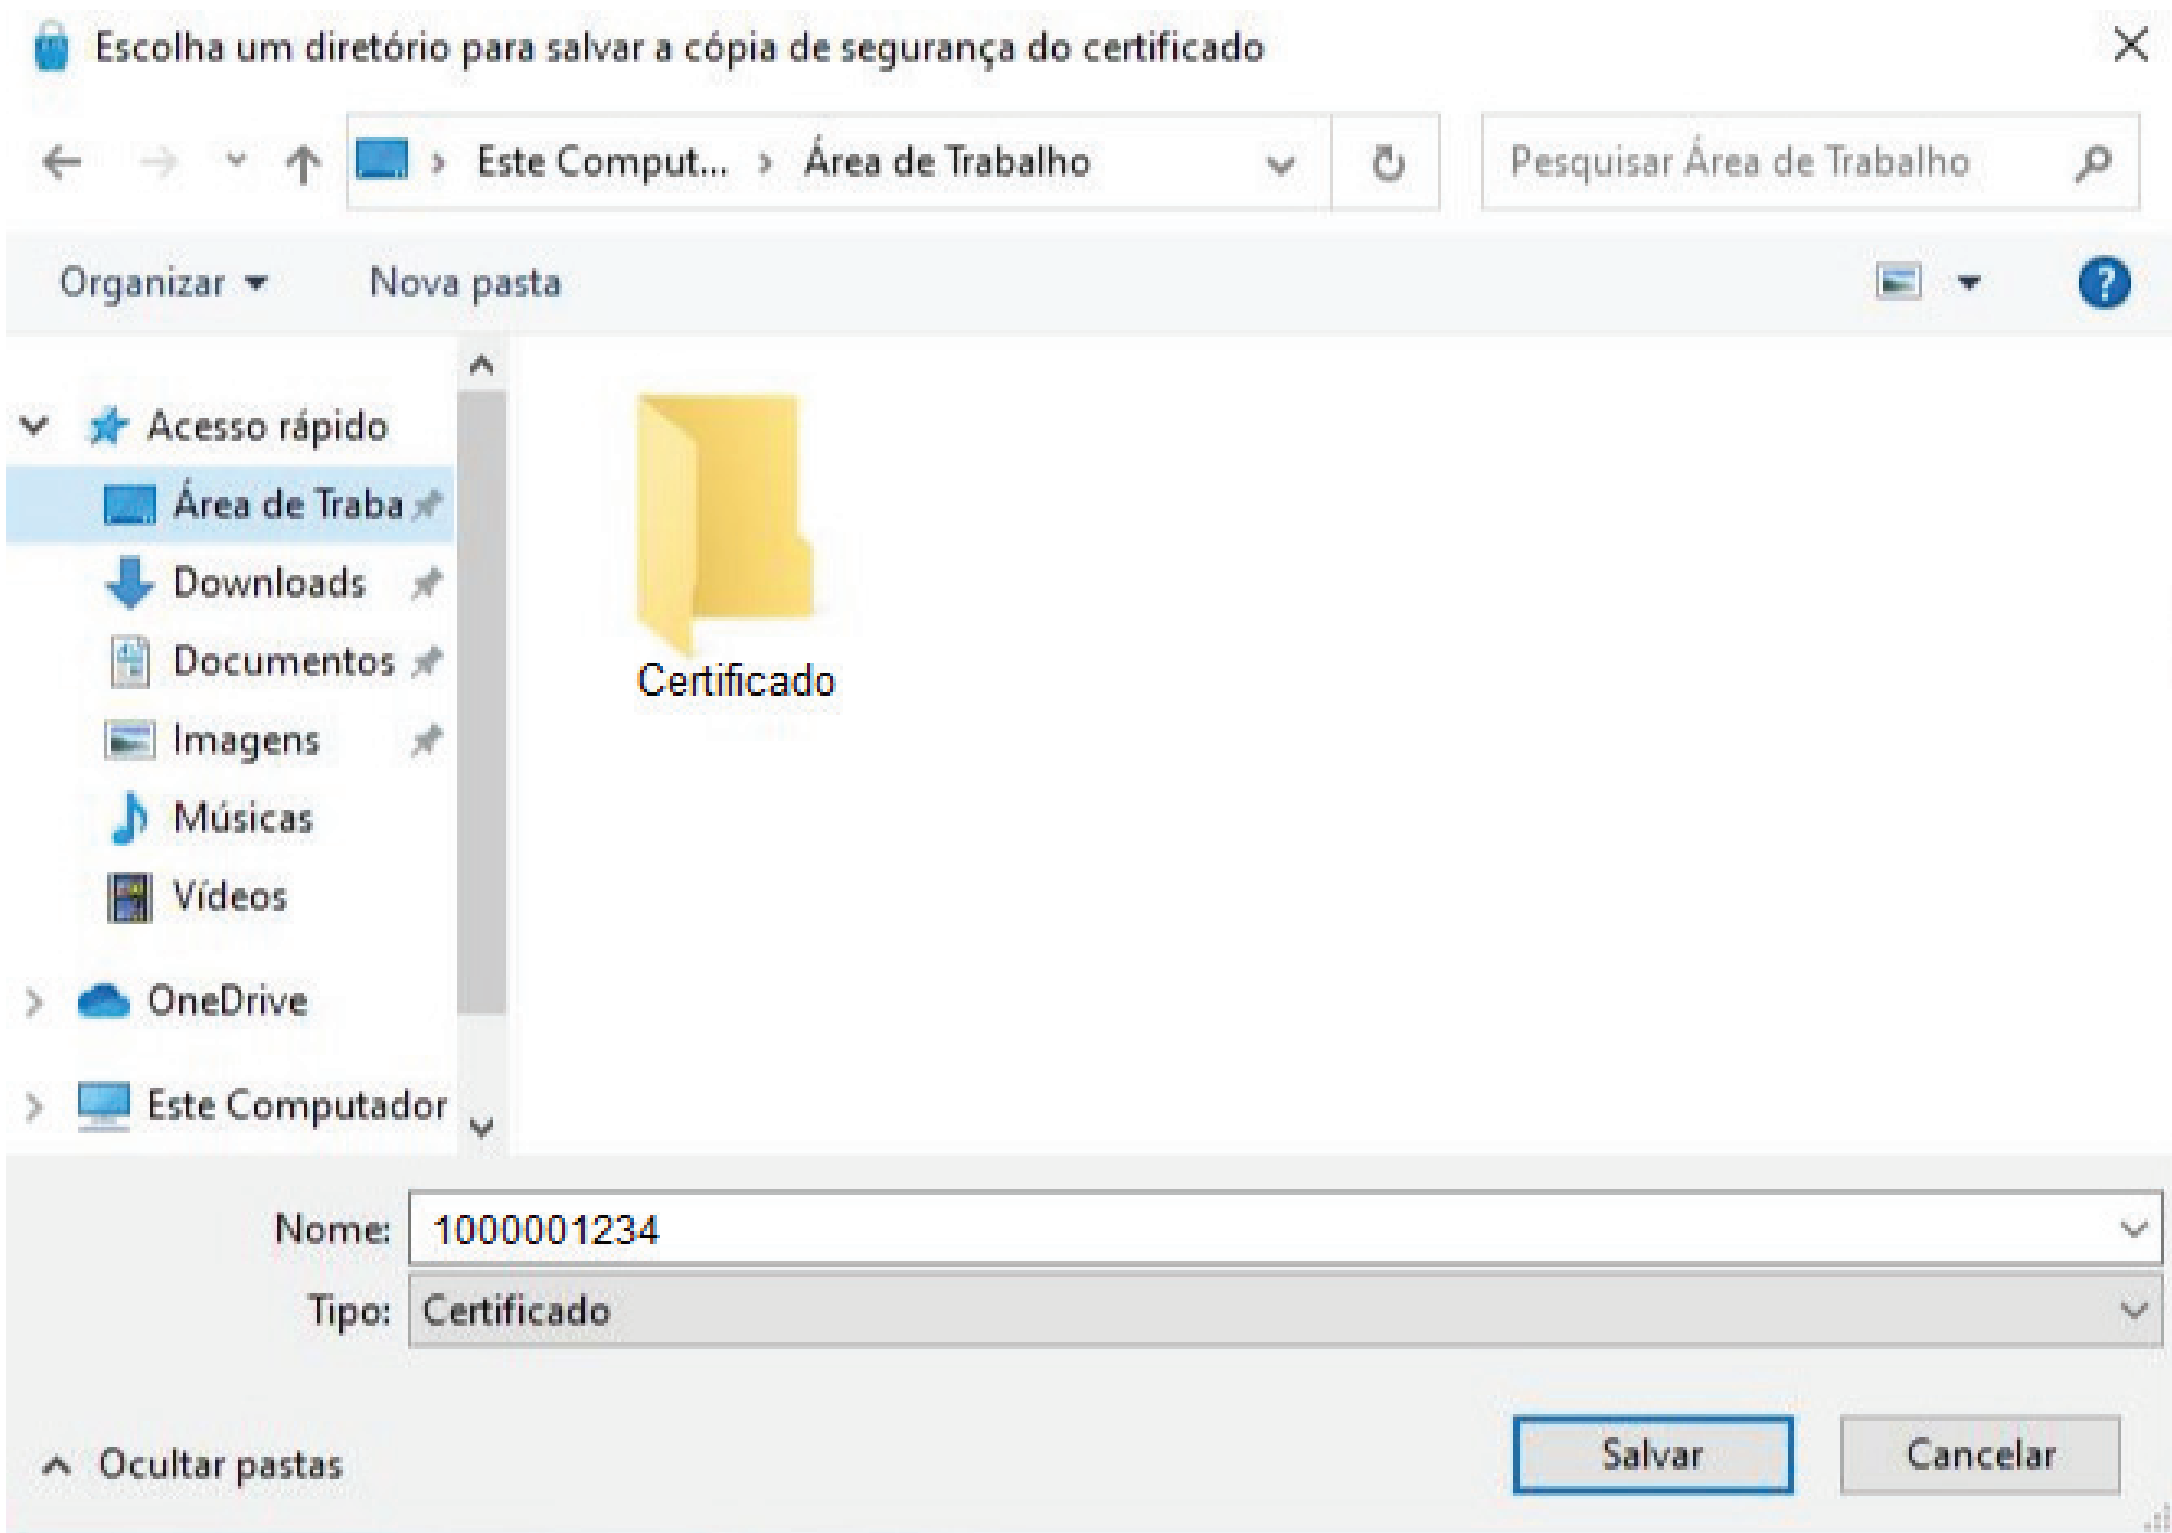 Escolha um diretório para salvar a cópia de segurança do certificado
Este Comput... Área de Trabalho
Pesquisar Área de Trabalho
Organizar
Nova pasta
?
Acesso rápido
Área de Traba
Downloads
Documentos
Imagens
Músicas
Vídeos
OneDrive
Este Computador
Certificado
Nome: 1000001234
Tipo: Certificado
Ocultar pastas
Salvar
Cancelar